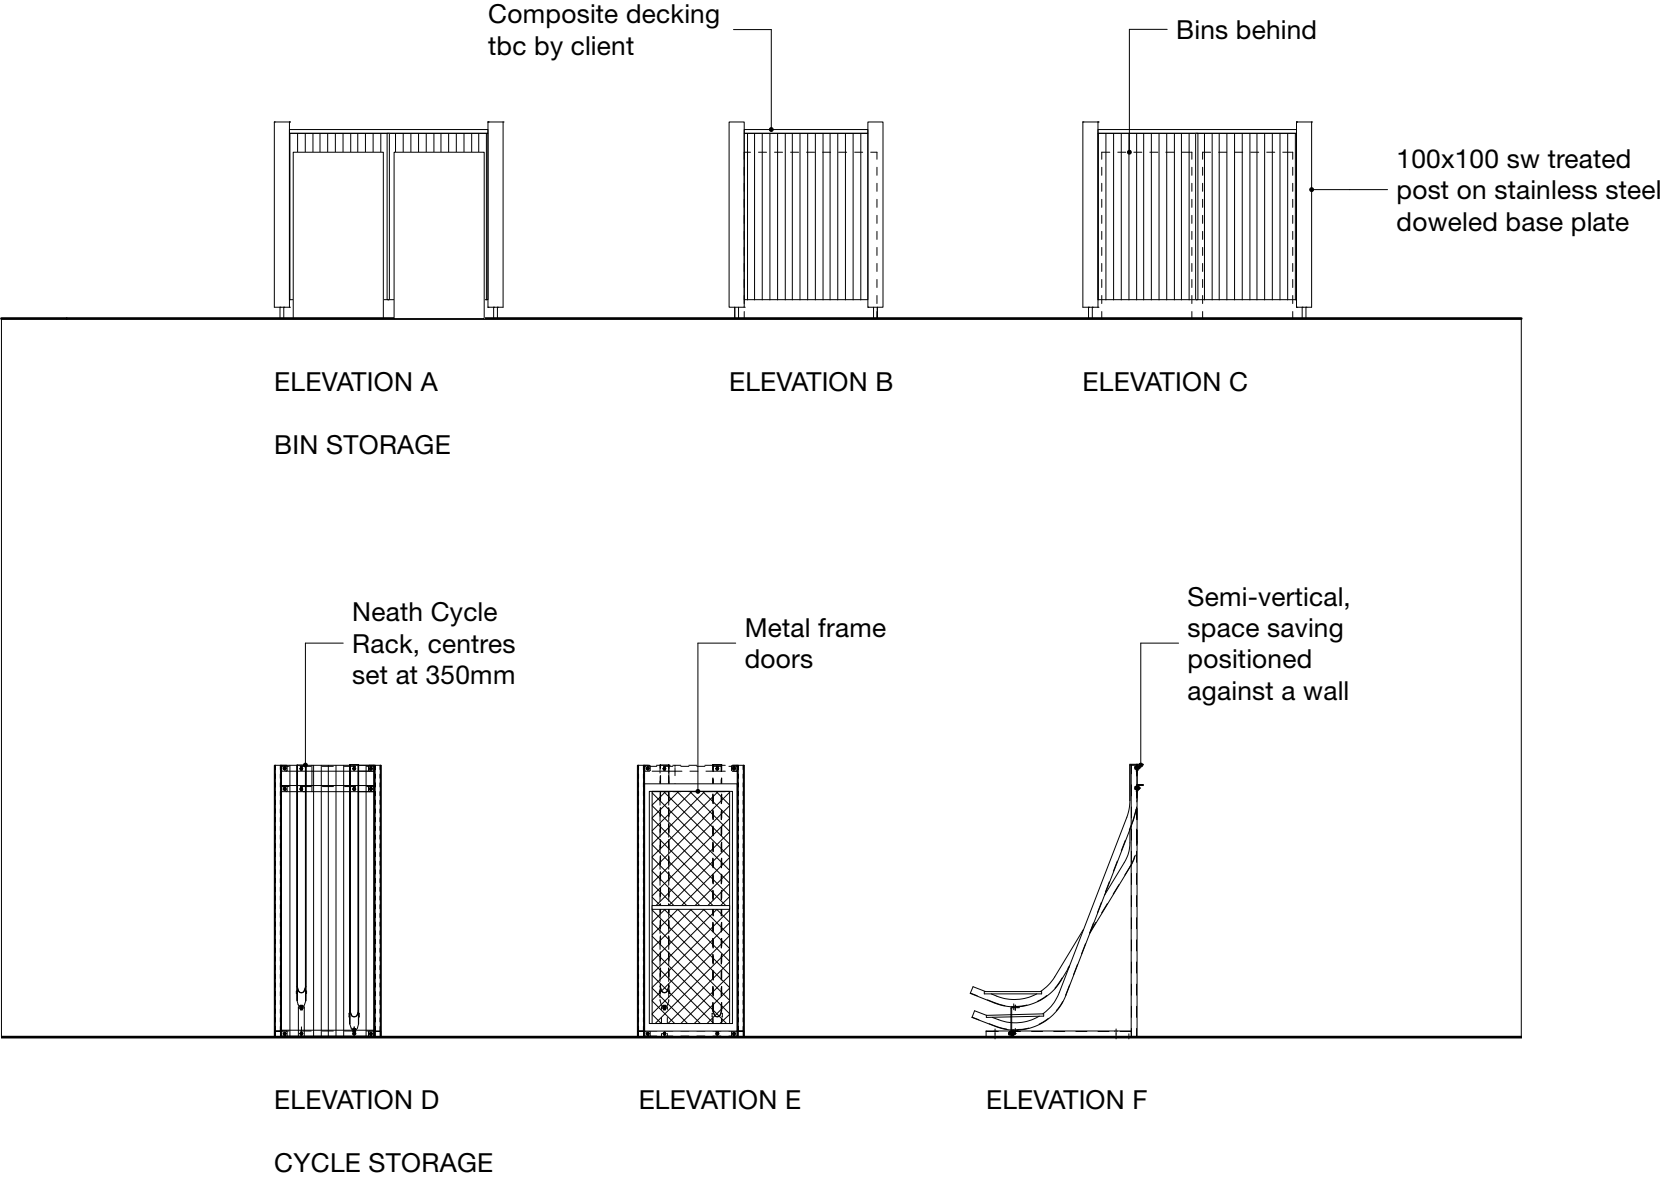 Composite decking
tbc by client
Bins behind
100x100 sw treated
post on stainless steel
doweled base plate
ELEVATION A
ELEVATION B
ELEVATION C
BIN STORAGE
Neath Cycle
Rack, centres
set at 350mm
Metal frame
doors
Semi-vertical,
space saving
positioned
against a wall
ELEVATION D
ELEVATION E
ELEVATION F
CYCLE STORAGE